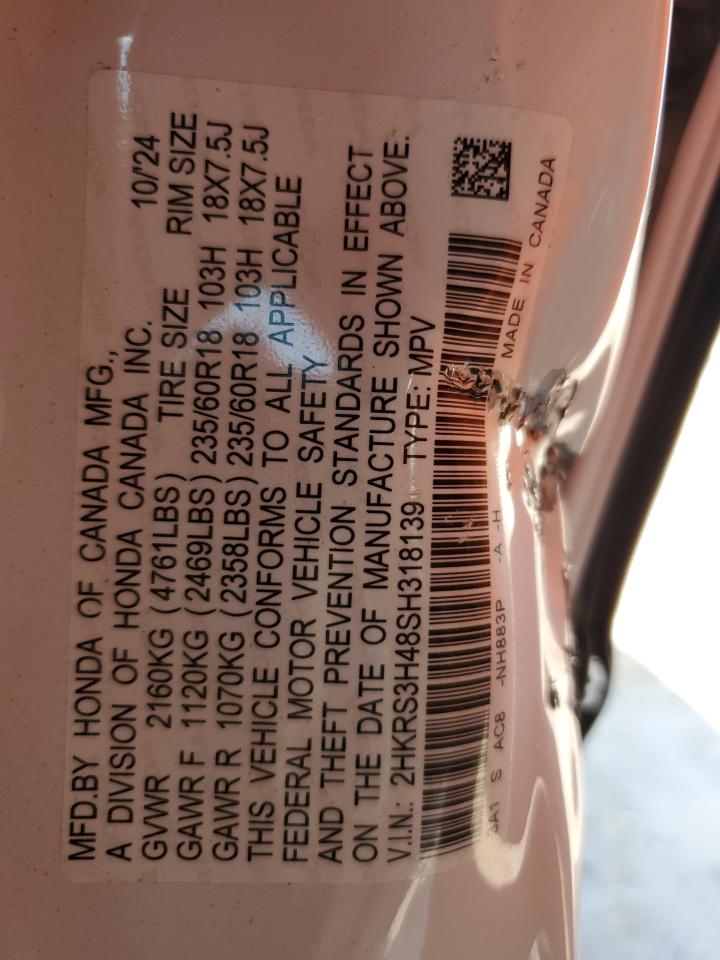 MFD.BY HONDA OF CANADA MFG.,
A DIVISION OF HONDA CANADA INC. 10/'24
GVWR 2160KG (4761LBS) TIRE SIZE RIM SIZE
GAWR F 1120KG (2469LBS) 235/60R18 103H 18X7.5J
GAWR R 1070KG (2358LBS) 235/60R18 103H 18X7.5J
THIS VEHICLE CONFORMS TO ALL APPLICABLE
FEDERAL MOTOR VEHICLE SAFETY
AND THEFT PREVENTION STANDARDS IN EFFECT
ON THE DATE OF MANUFACTURE SHOWN ABOVE.
V.I.N.: 2HKRS3H48SH318139 TYPE: MPV
3A1 S AC8 -NH883P -A -H MADE IN CANADA